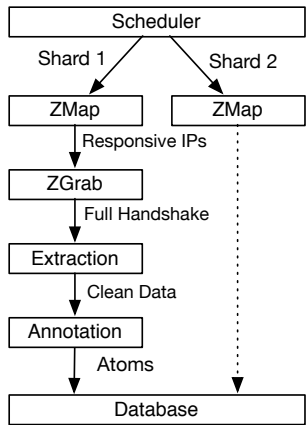 Scheduler
Shard 1
Shard 2
ZMap
ZMap
Responsive IPs
ZGrab
Full Handshake
Extraction
Clean Data
Annotation
Atoms
Database